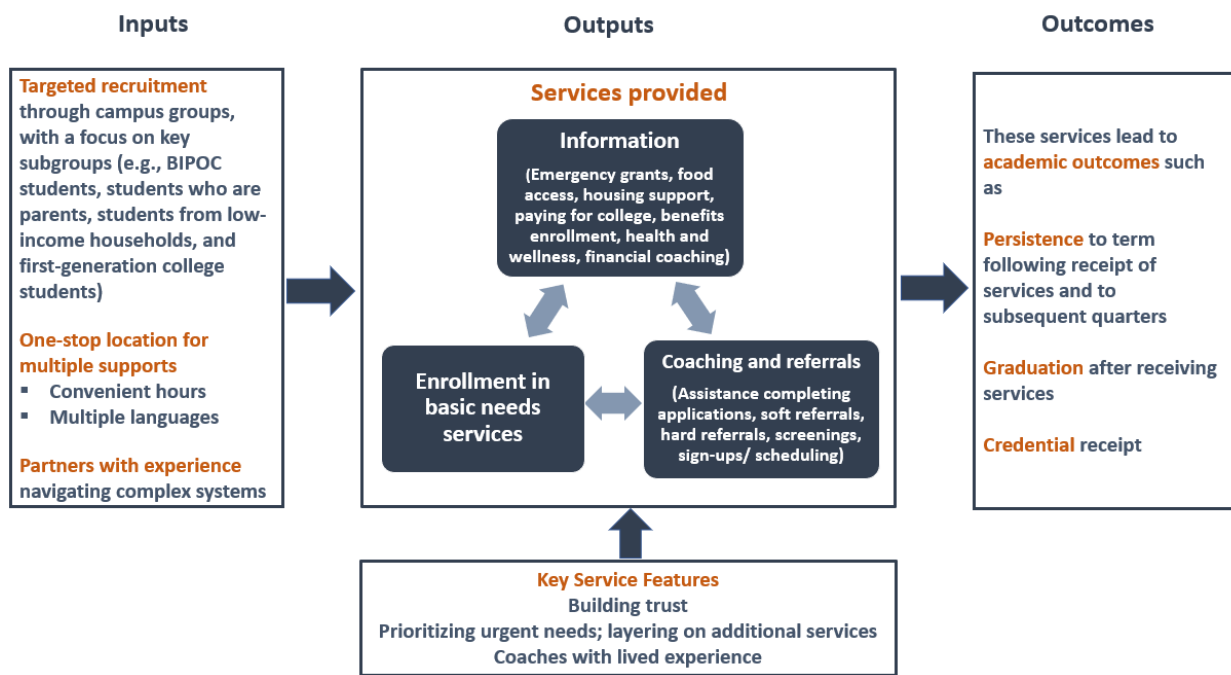 Inputs
Outputs
Outcomes
Targeted recruitment
through campus groups,
with a focus on key
subgroups (e.g., BIPOC
students, students who are
parents, students from low-
income households, and
first-generation college
students)
One-stop location for
multiple supports
▪ Convenient hours
▪ Multiple languages
Partners with experience
navigating complex systems
Services provided
Information
(Emergency grants, food
access, housing support,
paying for college, benefits
enrollment, health and
wellness, financial coaching)
Enrollment in
basic needs
services
Coaching and referrals
(Assistance completing
applications, soft referrals,
hard referrals, screenings,
sign-ups/ scheduling)
Key Service Features
Building trust
Prioritizing urgent needs; layering on additional services
Coaches with lived experience
These services lead to
academic outcomes such
as
Persistence to term
following receipt of
services and to
subsequent quarters
Graduation after receiving
services
Credential receipt